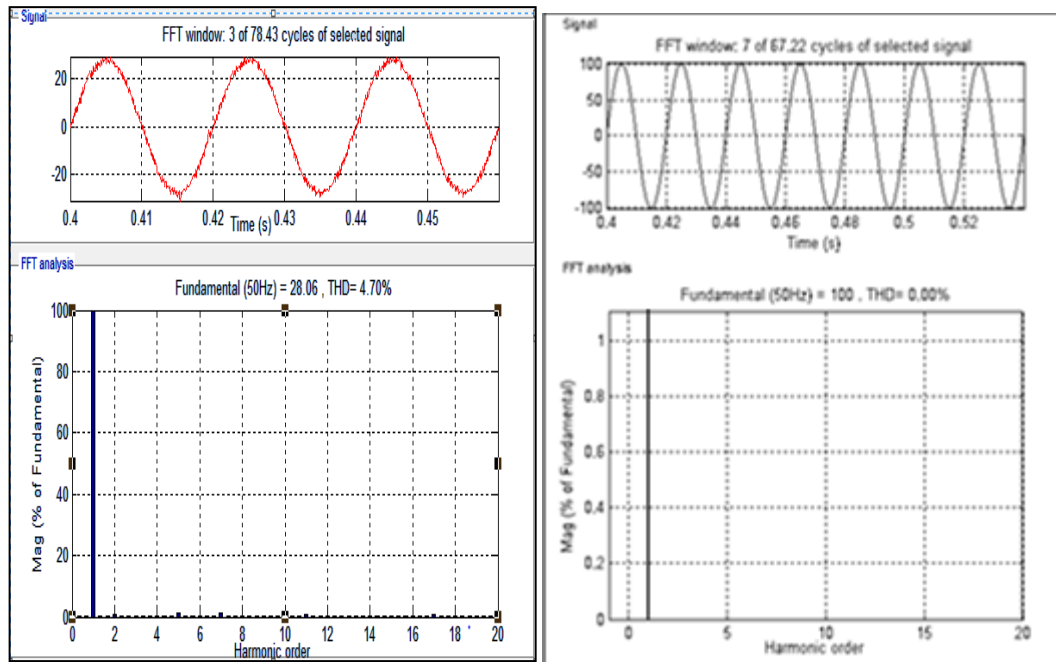 Signal
FFT window: 3 of 78.43 cycles of selected signal
20
0
-20
0.4 0.41 0.42 0.43 0.44 0.45
Time (s)
FFT analysis
Fundamental (50Hz) = 28.06 , THD= 4.70%
100
80
60
40
20
0
Mag (% of Fundamental)
0 2 4 6 8 10 12 14 16 18 20
Harmonic order
Signal
FFT window: 7 of 67.22 cycles of selected signal
100
50
0
-50
-100
0.4 0.42 0.44 0.46 0.48 0.5 0.52
Time (s)
FFT analysis
Fundamental (50Hz) = 100 , THD= 0.00%
1
0.8
0.6
0.4
0.2
0
Mag (% of Fundamental)
0 5 10 15 20
Harmonic order